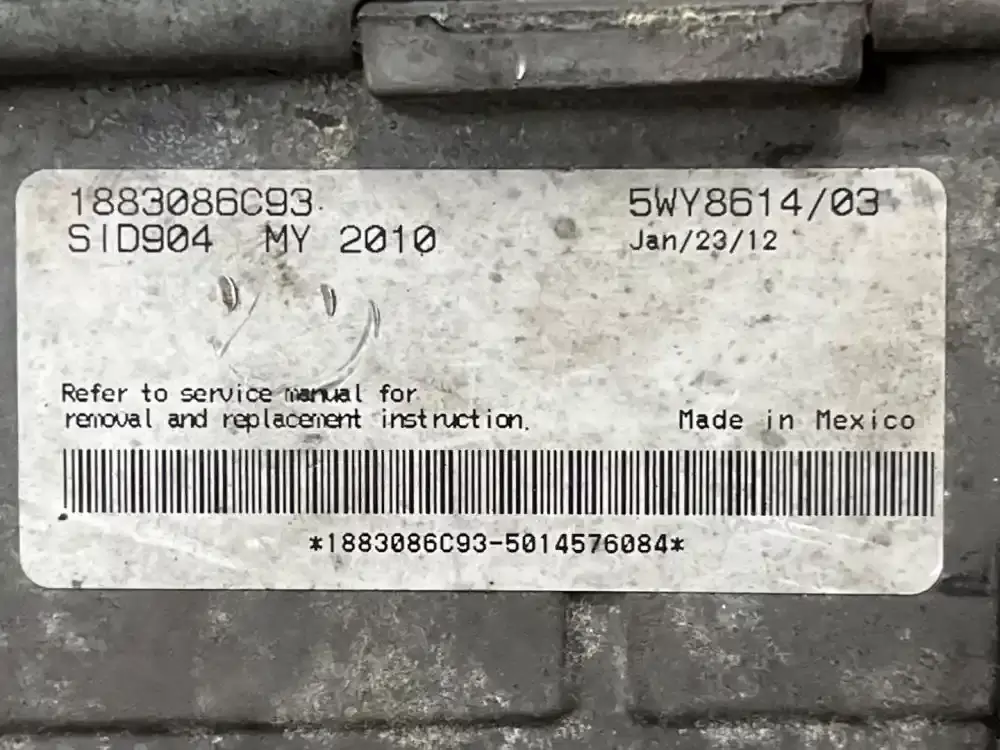 1883086C93
5WY8614/03
SID904 MY 2010
Jan/23/12
Refer to service manual for
removal and replacement instruction.
Made in Mexico
*1883086C93-5014576084*